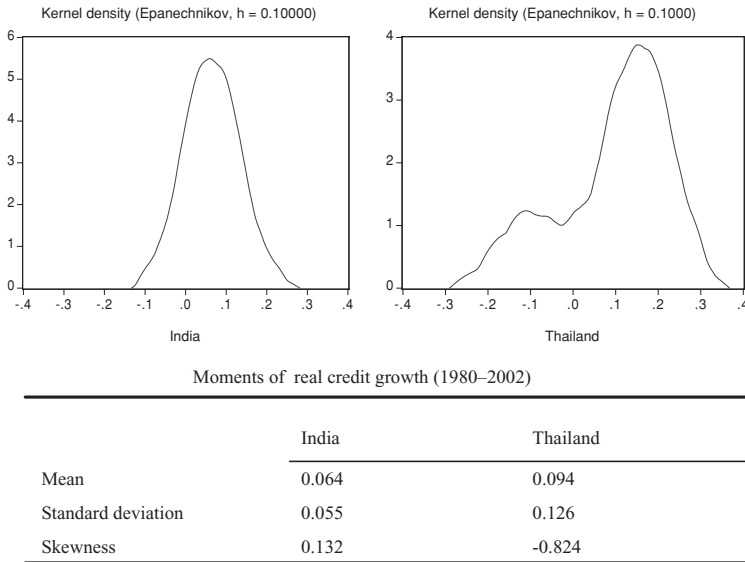 Kernel density (Epanechnikov, h = 0.10000)
6
5
4
3
2
1
0
-.4 -.3 -.2 -.1 .0 .1 .2 .3 .4
India
Kernel density (Epanechnikov, h = 0.1000)
4
3
2
1
0
-.4 -.3 -.2 -.1 .0 .1 .2 .3 .4
Thailand
Moments of real credit growth (1980–2002)
India Thailand
Mean 0.064 0.094
Standard deviation 0.055 0.126
Skewness 0.132 -0.824